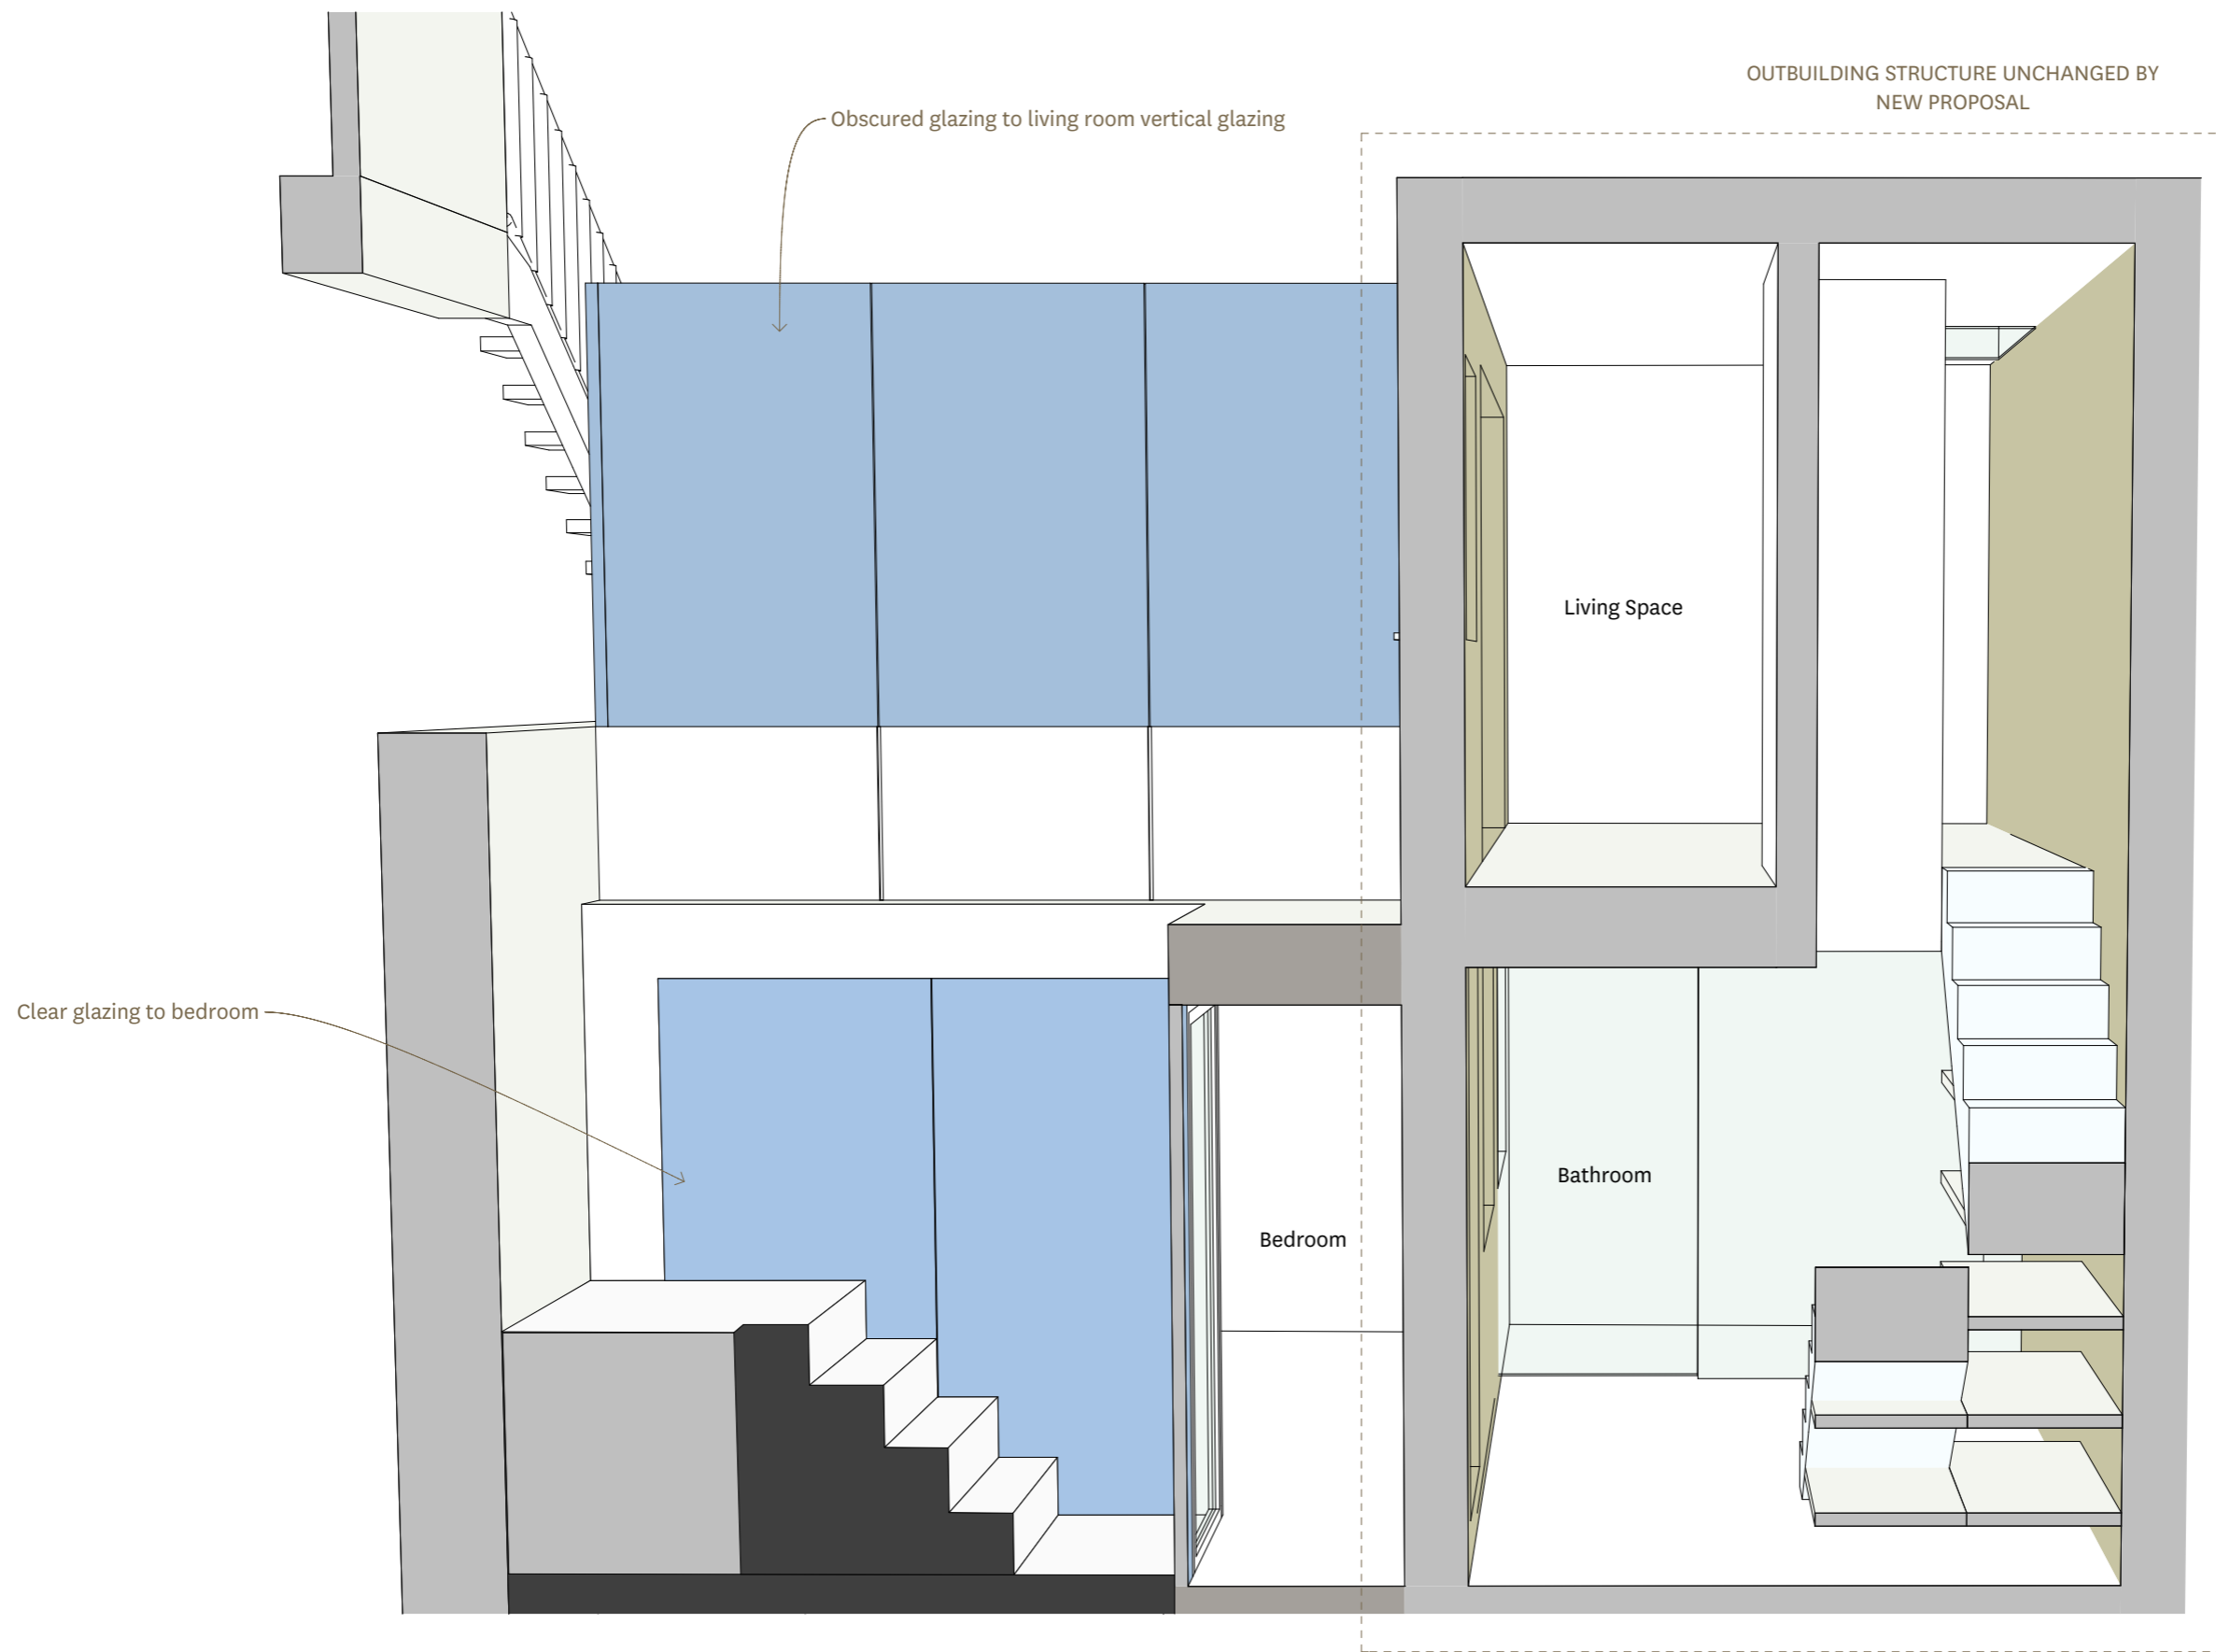 OUTBUILDING STRUCTURE UNCHANGED BY
NEW PROPOSAL
Obscured glazing to living room vertical glazing
Living Space
Clear glazing to bedroom
Bathroom
Bedroom